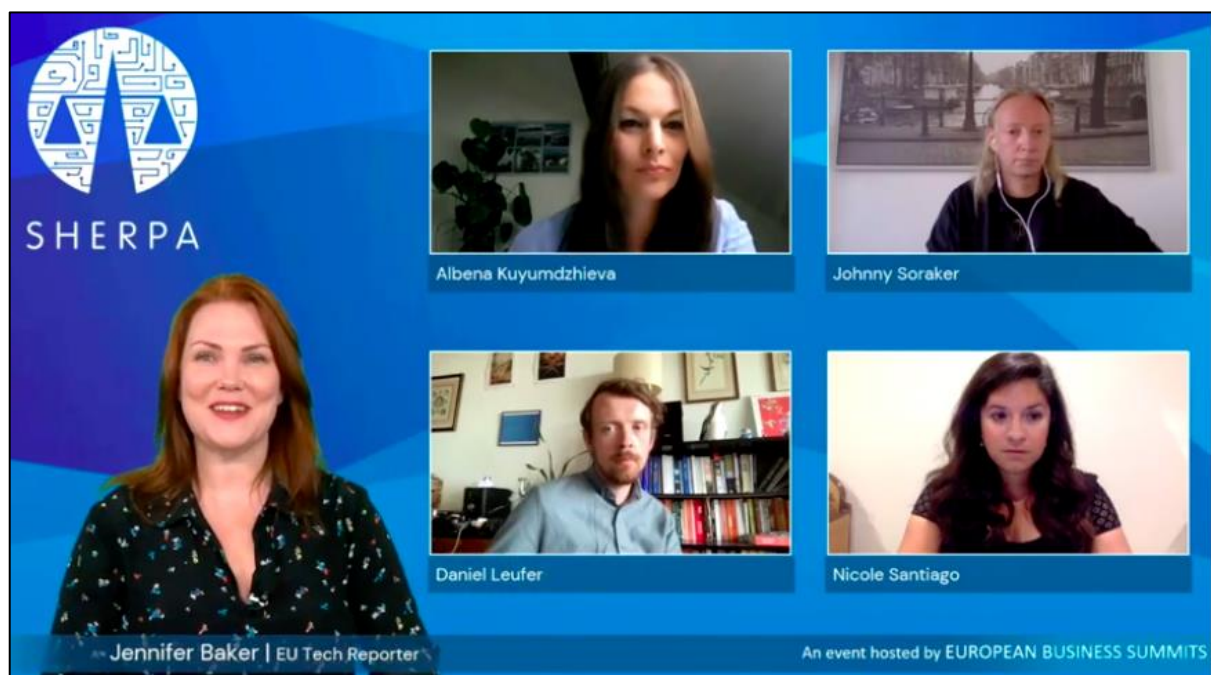 SHERPA
Albena Kuyumdzhieva
Johnny Soraker
Daniel Leufer
Nicole Santiago
Jennifer Baker | EU Tech Reporter
An event hosted by EUROPEAN BUSINESS SUMMITS